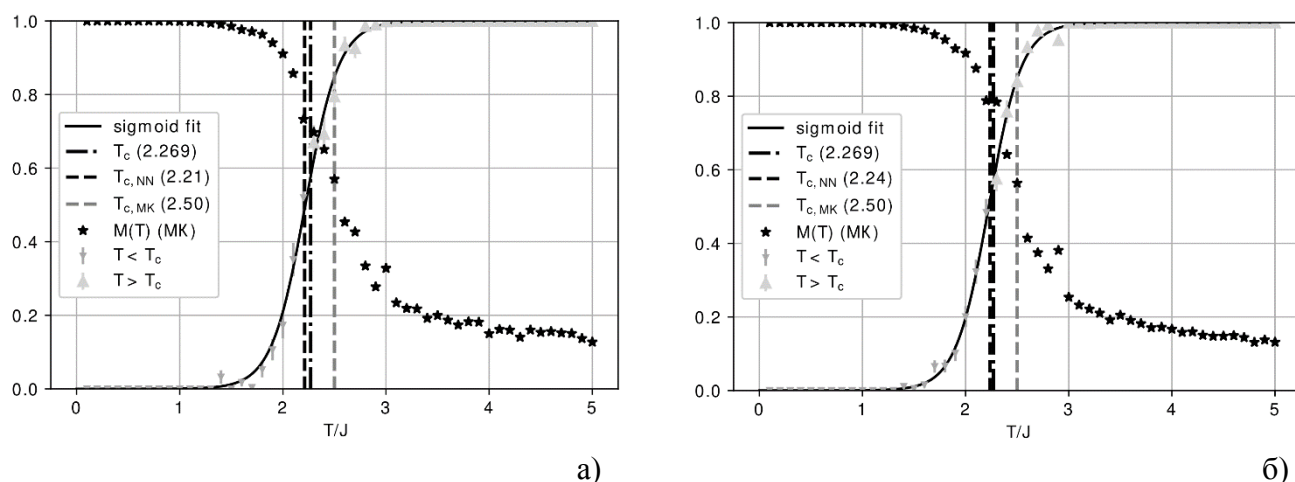 1.0
0.8
0.6
0.4
0.2
0.0
sigmoid fit
T_c (2.269)
T_c, NN (2.21)
T_c, MK (2.50)
M(T) (MK)
T < T_c
T > T_c
0 1 2 3 4 5
T/J
а)
1.0
0.8
0.6
0.4
0.2
0.0
sigmoid fit
T_c (2.269)
T_c, NN (2.24)
T_c, MK (2.50)
M(T) (MK)
T < T_c
T > T_c
0 1 2 3 4 5
T/J
б)